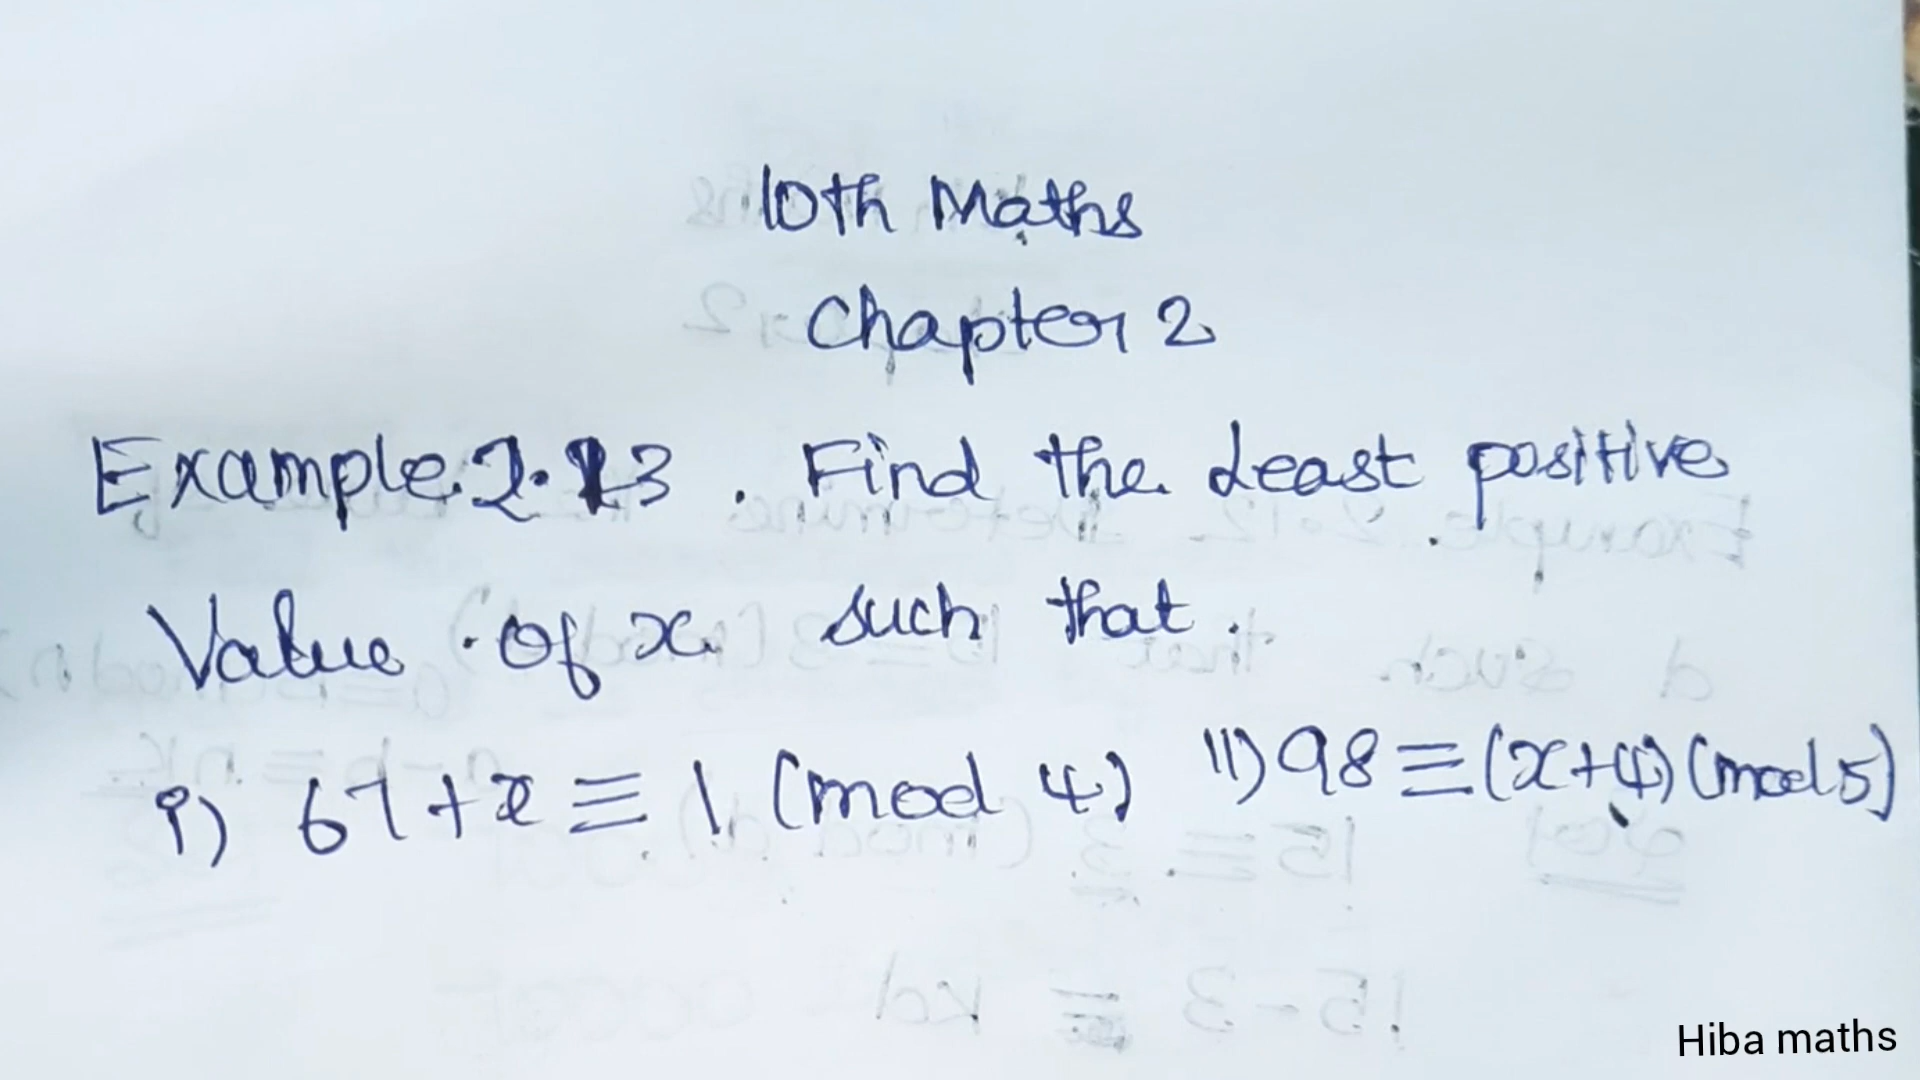 10th Maths
Chapter 2
Example 2.13. Find the Least positive
Value of x such that.
i) 67+x ≡ 1 (mod 4) ii) 98 ≡ (x+4) (mod 5)
Hiba maths